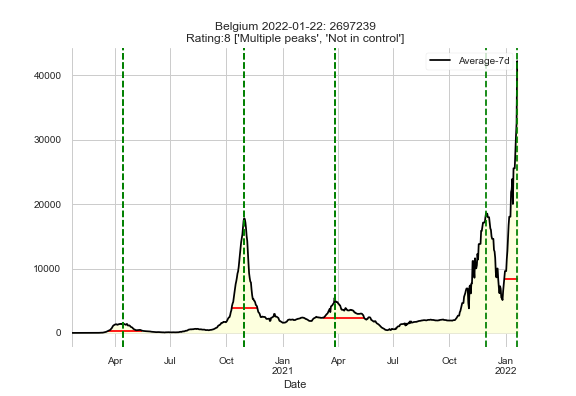 Belgium 2022-01-22: 2697239
Rating:8 ['Multiple peaks', 'Not in control']
Average-7d
40000
30000
20000
10000
0
Apr Jul Oct Jan Apr Jul Oct Jan
2021 2022
Date